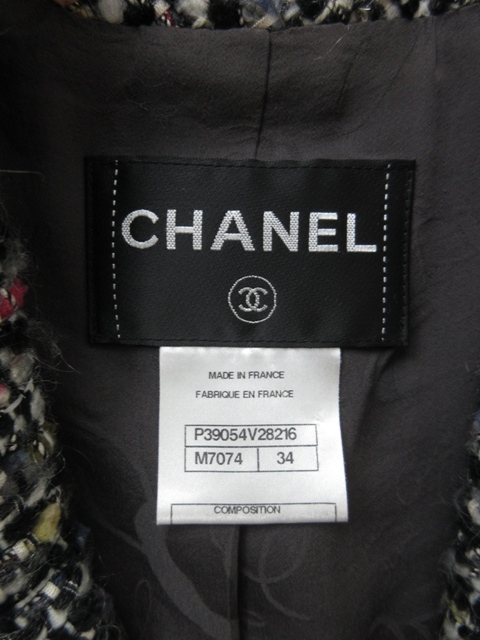 CHANEL
MADE IN FRANCE
FABRIQUE EN FRANCE
P39054V28216
M7074 34
COMPOSITION